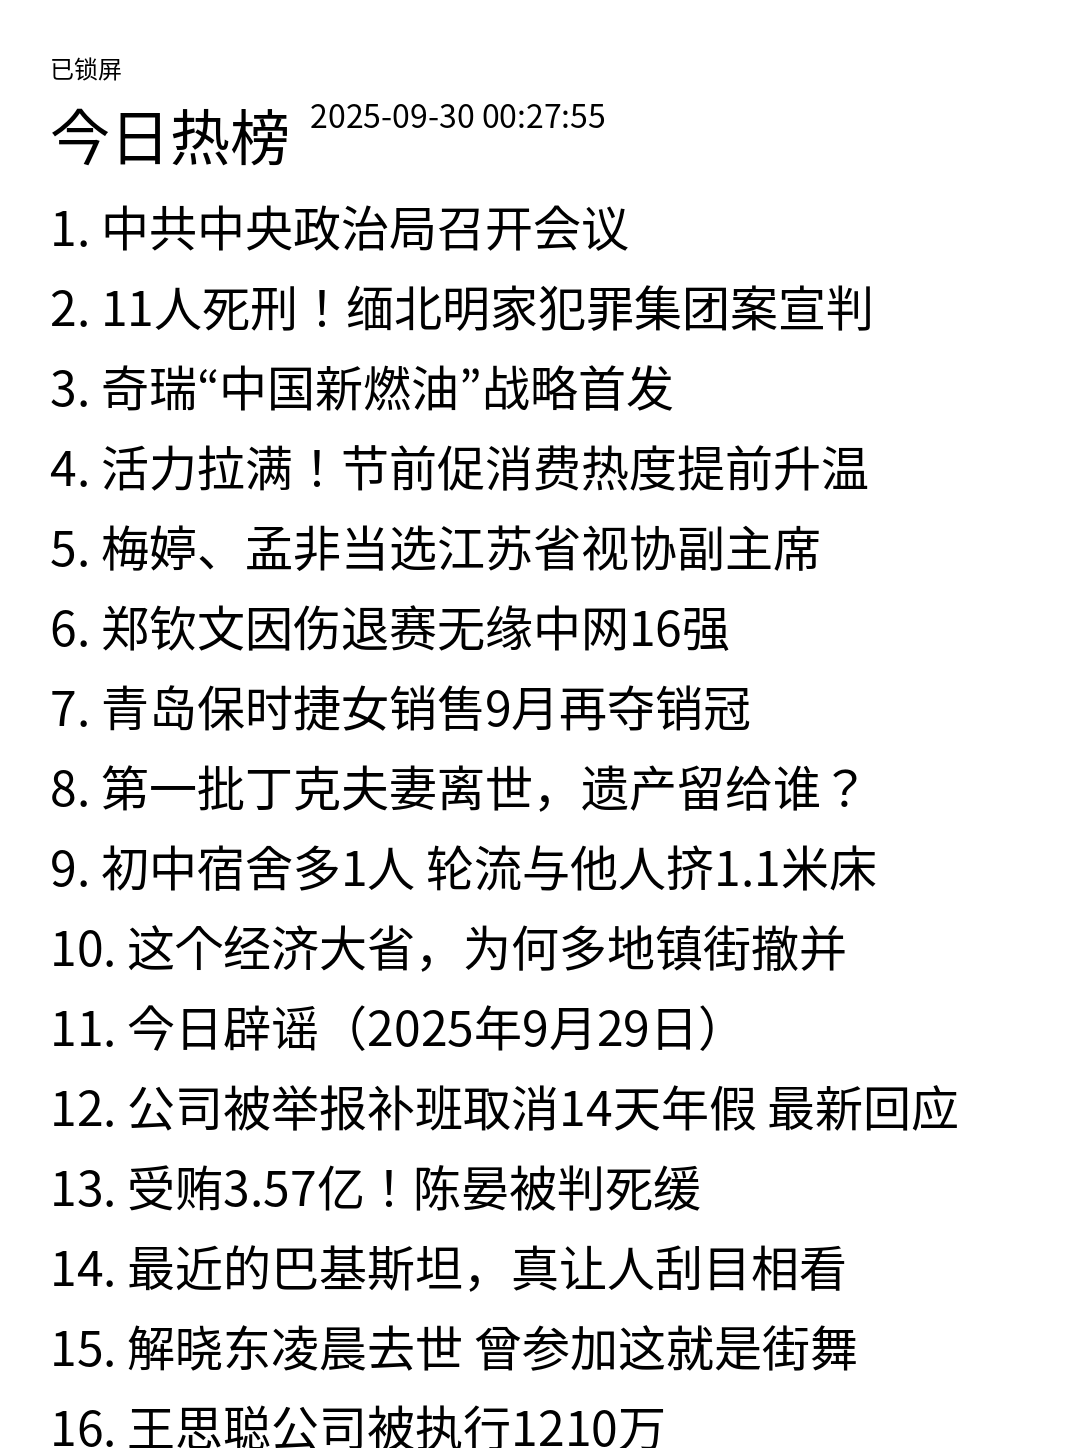 已锁屏
今日热榜 2025-09-30 00:27:55
1. 中共中央政治局召开会议
2. 11人死刑！缅北明家犯罪集团案宣判
3. 奇瑞“中国新燃油”战略首发
4. 活力拉满！节前促消费热度提前升温
5. 梅婷、孟非当选江苏省视协副主席
6. 郑钦文因伤退赛无缘中网16强
7. 青岛保时捷女销售9月再夺销冠
8. 第一批丁克夫妻离世，遗产留给谁？
9. 初中宿舍多1人 轮流与他人挤1.1米床
10. 这个经济大省，为何多地镇街撤并
11. 今日辟谣（2025年9月29日）
12. 公司被举报补班取消14天年假 最新回应
13. 受贿3.57亿！陈晏被判死缓
14. 最近的巴基斯坦，真让人刮目相看
15. 解晓东凌晨去世 曾参加这就是街舞
16. 王思聪公司被执行1210万